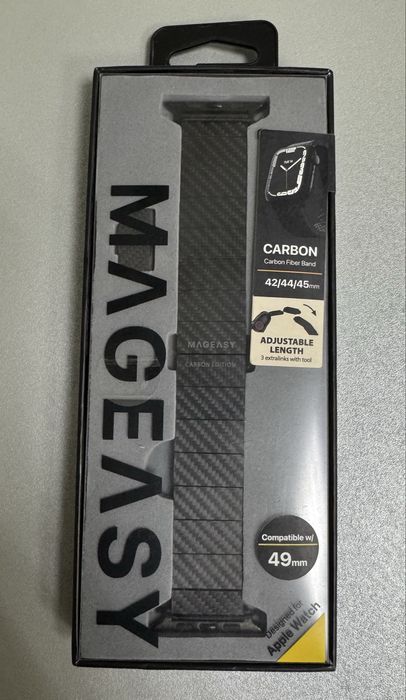 MAGEASY
CARBON
Carbon Fiber Band
42/44/45mm
ADJUSTABLE
LENGTH
3 extralinks with tool
MAGEASY
CARBON EDITION
Compatible w/
49mm
Designed for
Apple Watch